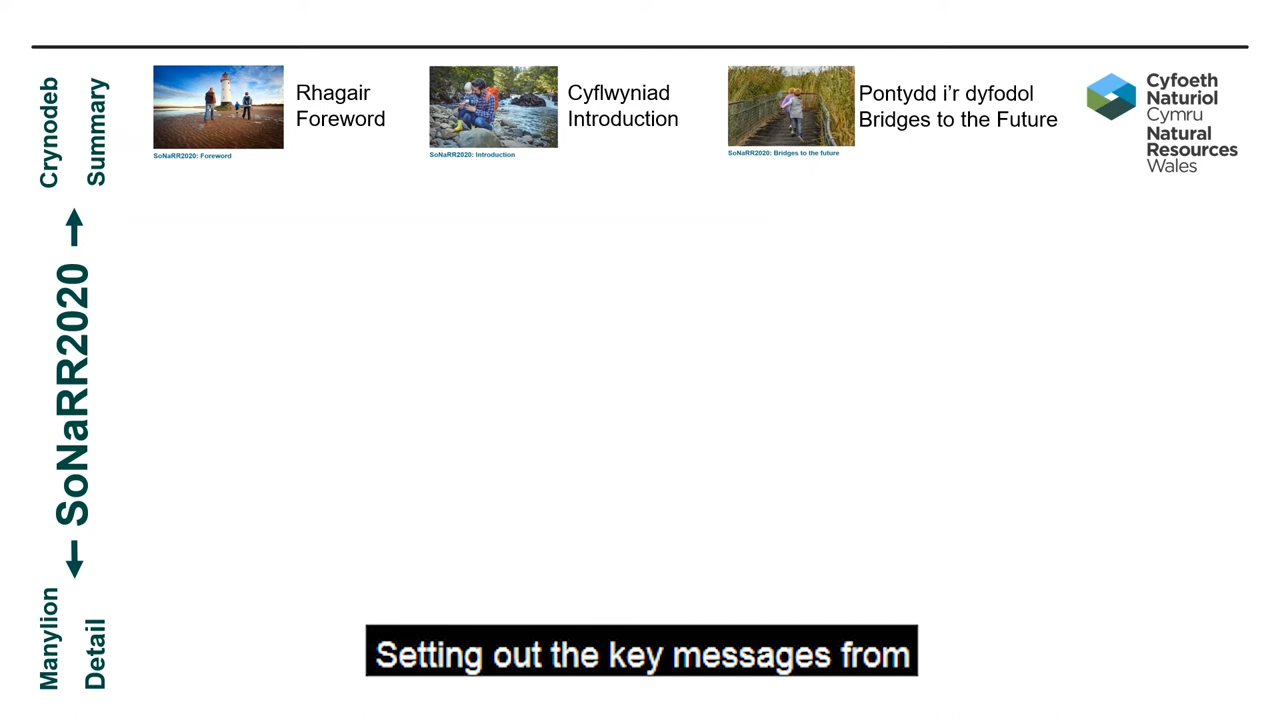 Crynodeb
Summary
SoNaRR2020
Manylion
Detail
Rhagair
Foreword
SoNaRR2020: Foreword
Cyflwyniad
Introduction
SoNaRR2020: Introduction
Pontydd i’r dyfodol
Bridges to the Future
SoNaRR2020: Bridges to the future
Cyfoeth
Naturiol
Cymru
Natural
Resources
Wales
Setting out the key messages from